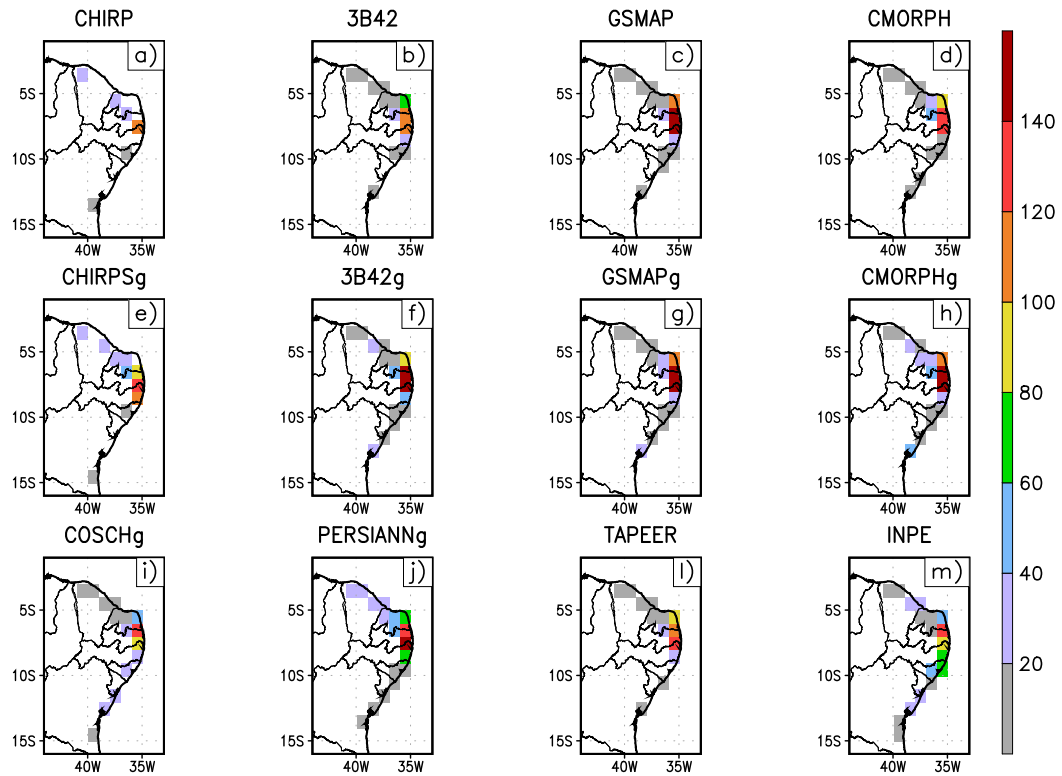 CHIRP 3B42 GSMAP CMORPH
a) b) c) d)
5S 5S 5S 5S
10S 10S 10S 10S
15S 15S 15S 15S
40W 35W 40W 35W 40W 35W 40W 35W
CHIRPSg 3B42g GSMAPg CMORPHg
e) f) g) h)
5S 5S 5S 5S
10S 10S 10S 10S
15S 15S 15S 15S
40W 35W 40W 35W 40W 35W 40W 35W
COSCHg PERSIANNg TAPEER INPE
i) j) l) m)
5S 5S 5S 5S
10S 10S 10S 10S
15S 15S 15S 15S
40W 35W 40W 35W 40W 35W 40W 35W
140
120
100
80
60
40
20